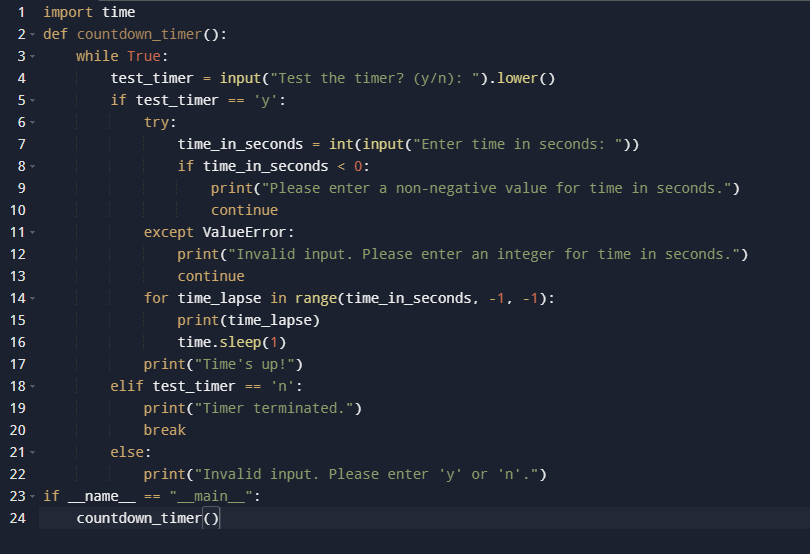 1 import time
2 def countdown_timer():
3     while True:
4         test_timer = input("Test the timer? (y/n): ").lower()
5         if test_timer == 'y':
6             try:
7                 time_in_seconds = int(input("Enter time in seconds: "))
8                 if time_in_seconds < 0:
9                     print("Please enter a non-negative value for time in seconds.")
10                     continue
11             except ValueError:
12                 print("Invalid input. Please enter an integer for time in seconds.")
13                 continue
14             for time_lapse in range(time_in_seconds, -1, -1):
15                 print(time_lapse)
16                 time.sleep(1)
17             print("Time's up!")
18         elif test_timer == 'n':
19             print("Timer terminated.")
20             break
21         else:
22             print("Invalid input. Please enter 'y' or 'n'.")
23 if __name__ == "__main__":
24     countdown_timer()